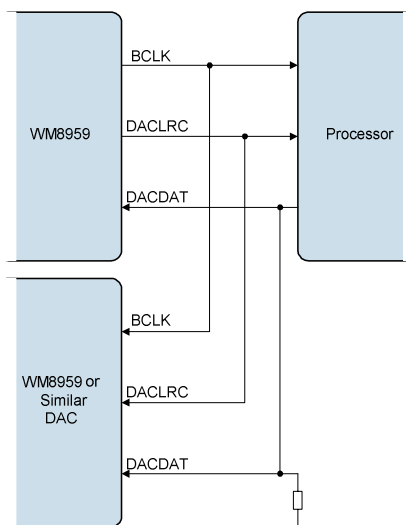 BCLK
WM8959
DACLRC
Processor
DACDAT
BCLK
WM8959 or
Similar
DAC
DACLRC
DACDAT